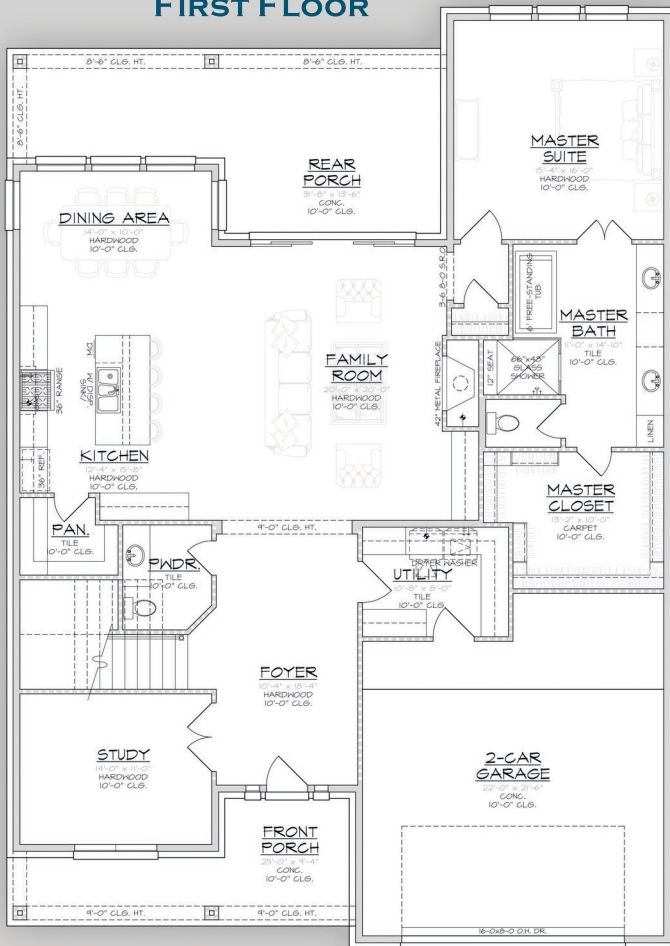 FIRST FLOOR
8'-6" CLG. HT.
8'-6" CLG. HT.
8'-6" CLG. HT.
REAR
PORCH
31'-8" x 13'-6"
CONC.
10'-0" CLG.
MASTER
SUITE
15'-4" x 16'-0"
HARDWOOD
10'-0" CLG.
DINING AREA
14'-0" x 10'-0"
HARDWOOD
10'-0" CLG.
3-6 8-0 S.R.O.
6' FREE-STANDING
TUB
MASTER
BATH
11'-0" x 14'-10"
TILE
10'-0" CLG.
FAMILY
ROOM
20'-0" x 20'-0"
HARDWOOD
10'-0" CLG.
42" METAL FIREPLACE
12" SEAT
66"x48"
GLASS
SHOWER
LINEN
36" RANGE
SINK
W/ DISP.
DW
36" REF.
KITCHEN
12'-4" x 15'-8"
HARDWOOD
10'-0" CLG.
MASTER
CLOSET
13'-2" x 10'-0"
CARPET
10'-0" CLG.
PAN.
TILE
10'-0" CLG.
9'-0" CLG. HT.
PWDR.
TILE
10'-0" CLG.
DRYER WASHER
UTILITY
10'-8" x 8'-0"
TILE
10'-0" CLG.
FOYER
10'-4" x 18'-4"
HARDWOOD
10'-0" CLG.
STUDY
14'-0" x 11'-0"
HARDWOOD
10'-0" CLG.
2-CAR
GARAGE
22'-0" x 21'-6"
CONC.
10'-0" CLG.
FRONT
PORCH
25'-0" x 9'-4"
CONC.
10'-0" CLG.
9'-0" CLG. HT.
9'-0" CLG. HT.
16-0x8-0 O.H. DR.